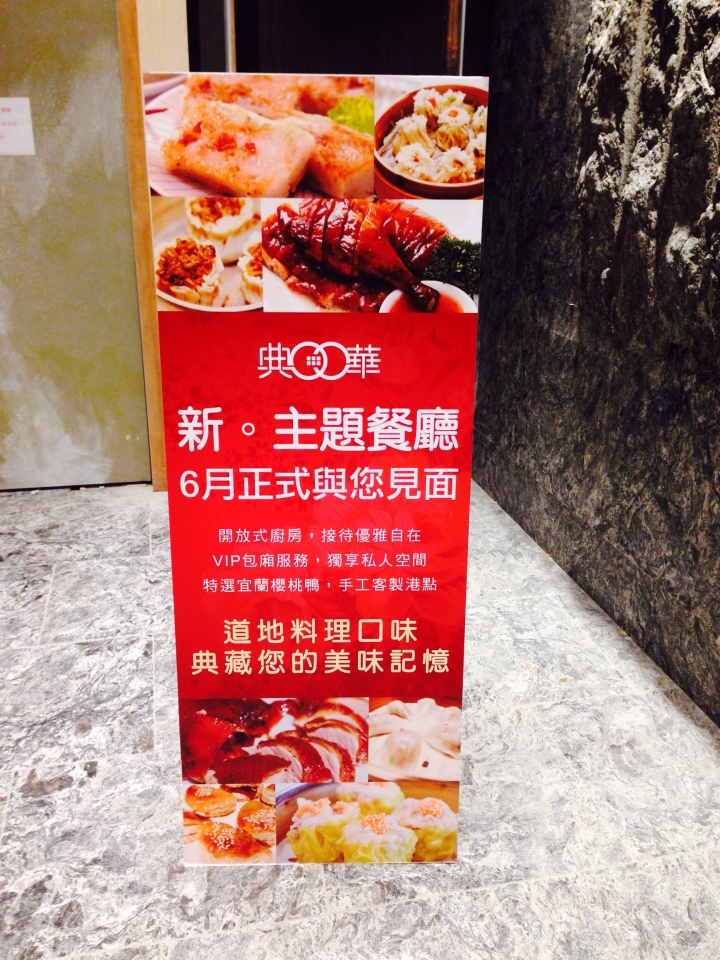 典華
新。主題餐廳
6月正式與您見面
開放式廚房，接待優雅自在
VIP包廂服務，獨享私人空間
特選宜蘭櫻桃鴨，手工客製港點
道地料理口味
典藏您的美味記憶